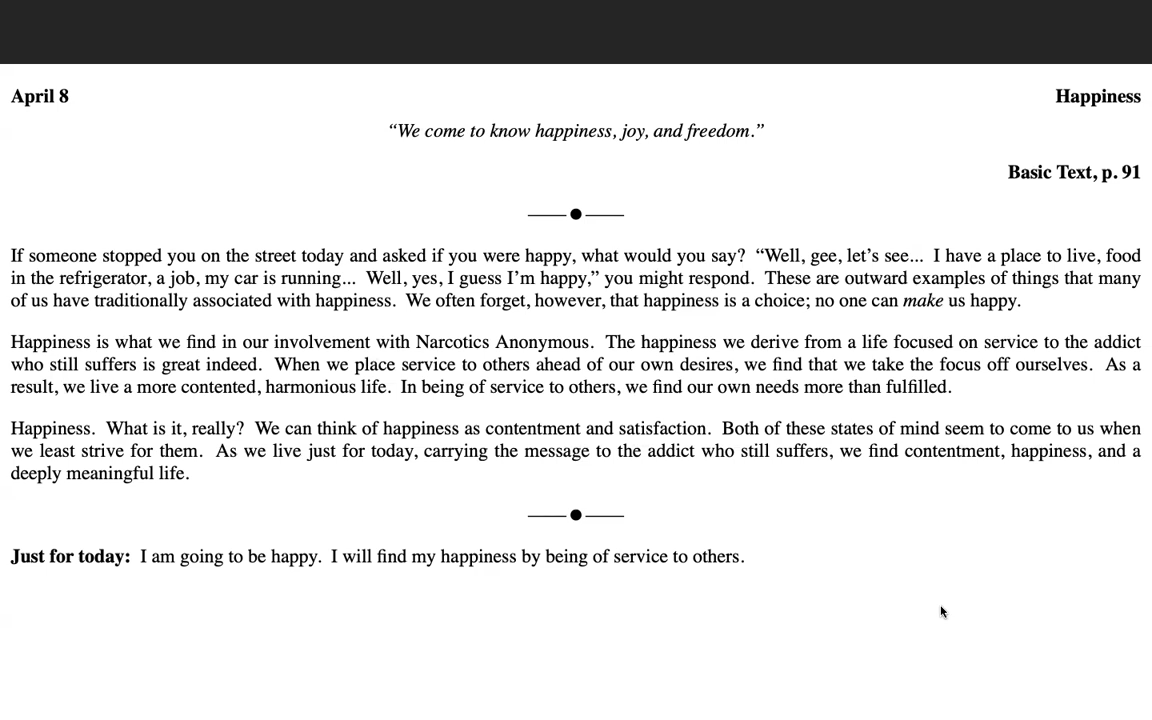 April 8
Happiness
“We come to know happiness, joy, and freedom.”
Basic Text, p. 91
If someone stopped you on the street today and asked if you were happy, what would you say? “Well, gee, let’s see... I have a place to live, food
in the refrigerator, a job, my car is running... Well, yes, I guess I’m happy,” you might respond. These are outward examples of things that many
of us have traditionally associated with happiness. We often forget, however, that happiness is a choice; no one can make us happy.
Happiness is what we find in our involvement with Narcotics Anonymous. The happiness we derive from a life focused on service to the addict
who still suffers is great indeed. When we place service to others ahead of our own desires, we find that we take the focus off ourselves. As a
result, we live a more contented, harmonious life. In being of service to others, we find our own needs more than fulfilled.
Happiness. What is it, really? We can think of happiness as contentment and satisfaction. Both of these states of mind seem to come to us when
we least strive for them. As we live just for today, carrying the message to the addict who still suffers, we find contentment, happiness, and a
deeply meaningful life.
Just for today: I am going to be happy. I will find my happiness by being of service to others.